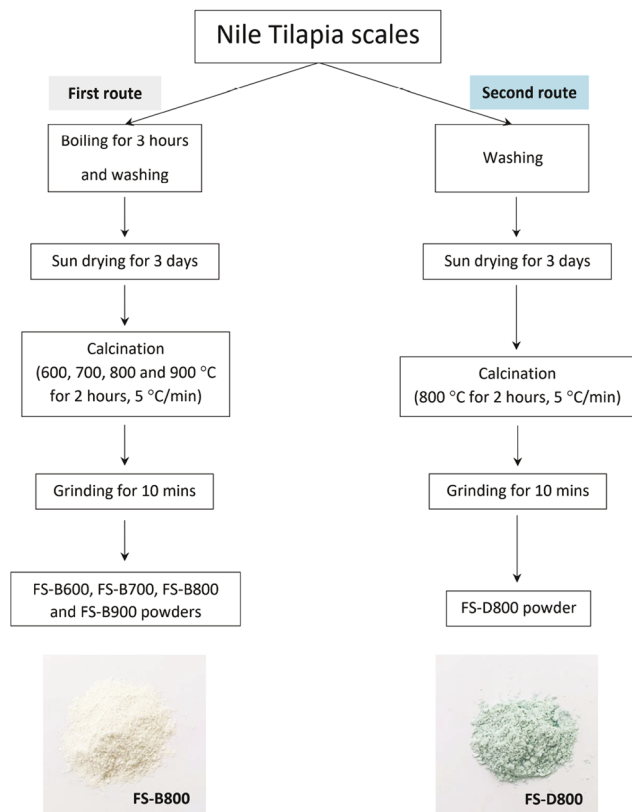 Nile Tilapia scales
First route
Second route
Boiling for 3 hours
and washing
Washing
Sun drying for 3 days
Sun drying for 3 days
Calcination
(600, 700, 800 and 900 °C
for 2 hours, 5 °C/min)
Calcination
(800 °C for 2 hours, 5 °C/min)
Grinding for 10 mins
Grinding for 10 mins
FS-B600, FS-B700, FS-B800
and FS-B900 powders
FS-D800 powder
FS-B800
FS-D800